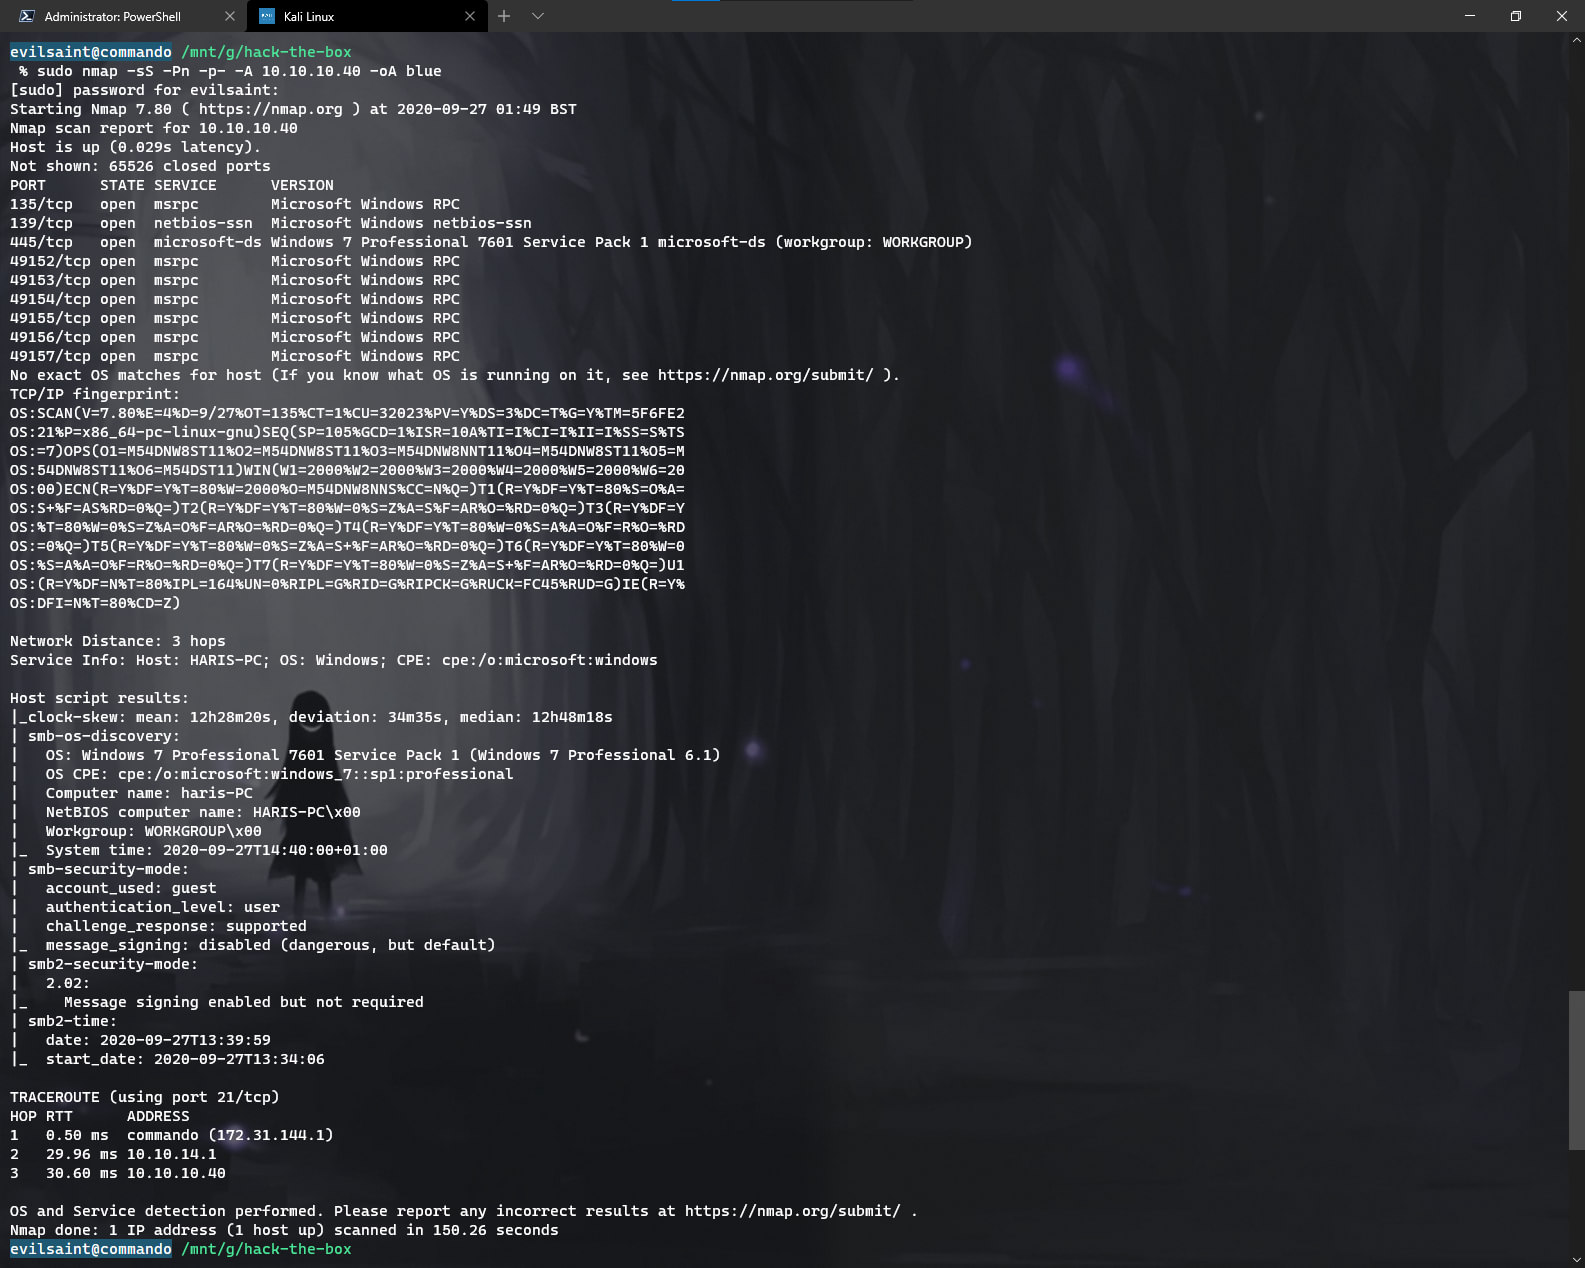 Administrator: PowerShell
Kali Linux
evilsaint@commando /mnt/g/hack-the-box
% sudo nmap -sS -Pn -p- -A 10.10.10.40 -oA blue
[sudo] password for evilsaint:
Starting Nmap 7.80 ( https://nmap.org ) at 2020-09-27 01:49 BST
Nmap scan report for 10.10.10.40
Host is up (0.029s latency).
Not shown: 65526 closed ports
PORT      STATE SERVICE      VERSION
135/tcp   open  msrpc        Microsoft Windows RPC
139/tcp   open  netbios-ssn  Microsoft Windows netbios-ssn
445/tcp   open  microsoft-ds Windows 7 Professional 7601 Service Pack 1 microsoft-ds (workgroup: WORKGROUP)
49152/tcp open  msrpc        Microsoft Windows RPC
49153/tcp open  msrpc        Microsoft Windows RPC
49154/tcp open  msrpc        Microsoft Windows RPC
49155/tcp open  msrpc        Microsoft Windows RPC
49156/tcp open  msrpc        Microsoft Windows RPC
49157/tcp open  msrpc        Microsoft Windows RPC
No exact OS matches for host (If you know what OS is running on it, see https://nmap.org/submit/ ).
TCP/IP fingerprint:
OS:SCAN(V=7.80%E=4%D=9/27%OT=135%CT=1%CU=32023%PV=Y%DS=3%DC=T%G=Y%TM=5F6FE2
OS:21%P=x86_64-pc-linux-gnu)SEQ(SP=105%GCD=1%ISR=10A%TI=I%CI=I%II=I%SS=S%TS
OS:=7)OPS(O1=M54DNW8ST11%O2=M54DNW8ST11%O3=M54DNW8NNT11%O4=M54DNW8ST11%O5=M
OS:54DNW8ST11%O6=M54DST11)WIN(W1=2000%W2=2000%W3=2000%W4=2000%W5=2000%W6=20
OS:00)ECN(R=Y%DF=Y%T=80%W=2000%O=M54DNW8NNS%CC=N%Q=)T1(R=Y%DF=Y%T=80%S=O%A=
OS:S+%F=AS%RD=0%Q=)T2(R=Y%DF=Y%T=80%W=0%S=Z%A=S%F=AR%O=%RD=0%Q=)T3(R=Y%DF=Y
OS:%T=80%W=0%S=Z%A=O%F=AR%O=%RD=0%Q=)T4(R=Y%DF=Y%T=80%W=0%S=A%A=O%F=R%O=%RD
OS:=0%Q=)T5(R=Y%DF=Y%T=80%W=0%S=Z%A=S+%F=AR%O=%RD=0%Q=)T6(R=Y%DF=Y%T=80%W=0
OS:%S=A%A=O%F=R%O=%RD=0%Q=)T7(R=Y%DF=Y%T=80%W=0%S=Z%A=S+%F=AR%O=%RD=0%Q=)U1
OS:(R=Y%DF=N%T=80%IPL=164%UN=0%RIPL=G%RID=G%RIPCK=G%RUCK=FC45%RUD=G)IE(R=Y%
OS:DFI=N%T=80%CD=Z)
Network Distance: 3 hops
Service Info: Host: HARIS-PC; OS: Windows; CPE: cpe:/o:microsoft:windows
Host script results:
|_clock-skew: mean: 12h28m20s, deviation: 34m35s, median: 12h48m18s
| smb-os-discovery:
|   OS: Windows 7 Professional 7601 Service Pack 1 (Windows 7 Professional 6.1)
|   OS CPE: cpe:/o:microsoft:windows_7::sp1:professional
|   Computer name: haris-PC
|   NetBIOS computer name: HARIS-PC\x00
|   Workgroup: WORKGROUP\x00
|_  System time: 2020-09-27T14:40:00+01:00
| smb-security-mode:
|   account_used: guest
|   authentication_level: user
|   challenge_response: supported
|_  message_signing: disabled (dangerous, but default)
| smb2-security-mode:
|   2.02:
|_    Message signing enabled but not required
| smb2-time:
|   date: 2020-09-27T13:39:59
|_  start_date: 2020-09-27T13:34:06
TRACEROUTE (using port 21/tcp)
HOP RTT      ADDRESS
1   0.50 ms  commando (172.31.144.1)
2   29.96 ms 10.10.14.1
3   30.60 ms 10.10.10.40
OS and Service detection performed. Please report any incorrect results at https://nmap.org/submit/ .
Nmap done: 1 IP address (1 host up) scanned in 150.26 seconds
evilsaint@commando /mnt/g/hack-the-box